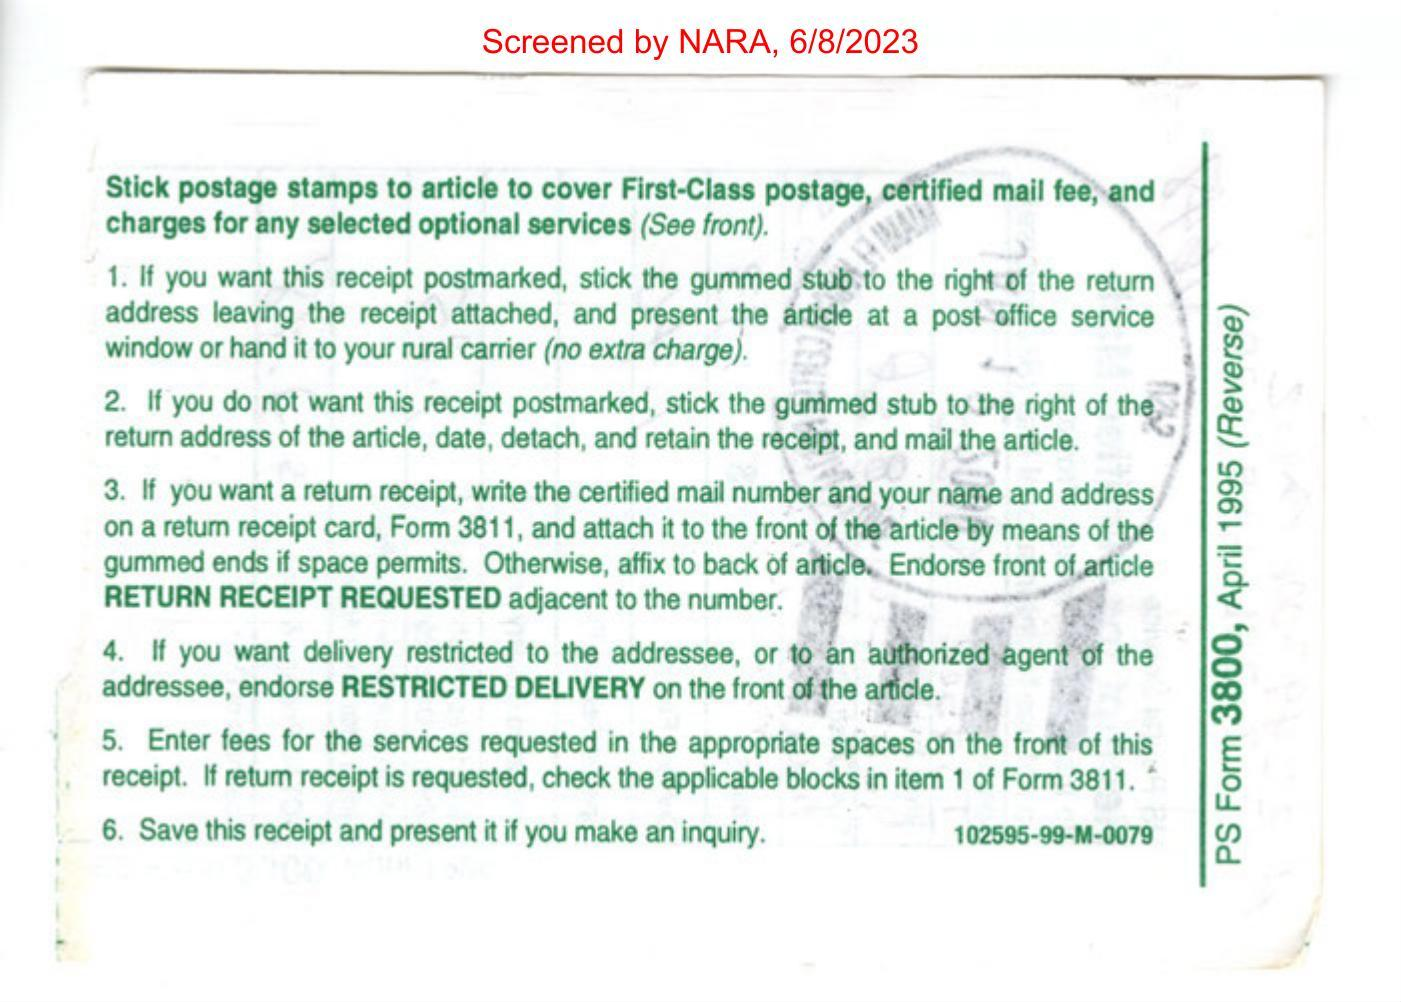 Screened by NARA, 6/8/2023
Stick postage stamps to article to cover First-Class postage, certified mail fee, and
charges for any selected optional services (See front).
1. If you want this receipt postmarked, stick the gummed stub to the right of the return
address leaving the receipt attached, and present the article at a post office service
window or hand it to your rural carrier (no extra charge).
2. If you do not want this receipt postmarked, stick the gummed stub to the right of the
return address of the article, date, detach, and retain the receipt, and mail the article.
3. If you want a return receipt, write the certified mail number and your name and address
on a return receipt card, Form 3811, and attach it to the front of the article by means of the
gummed ends if space permits. Otherwise, affix to back of article. Endorse front of article
RETURN RECEIPT REQUESTED adjacent to the number.
4. If you want delivery restricted to the addressee, or to an authorized agent of the
addressee, endorse RESTRICTED DELIVERY on the front of the article.
5. Enter fees for the services requested in the appropriate spaces on the front of this
receipt. If return receipt is requested, check the applicable blocks in item 1 of Form 3811.
6. Save this receipt and present it if you make an inquiry.
102595-99-M-0079
PS Form 3800, April 1995 (Reverse)